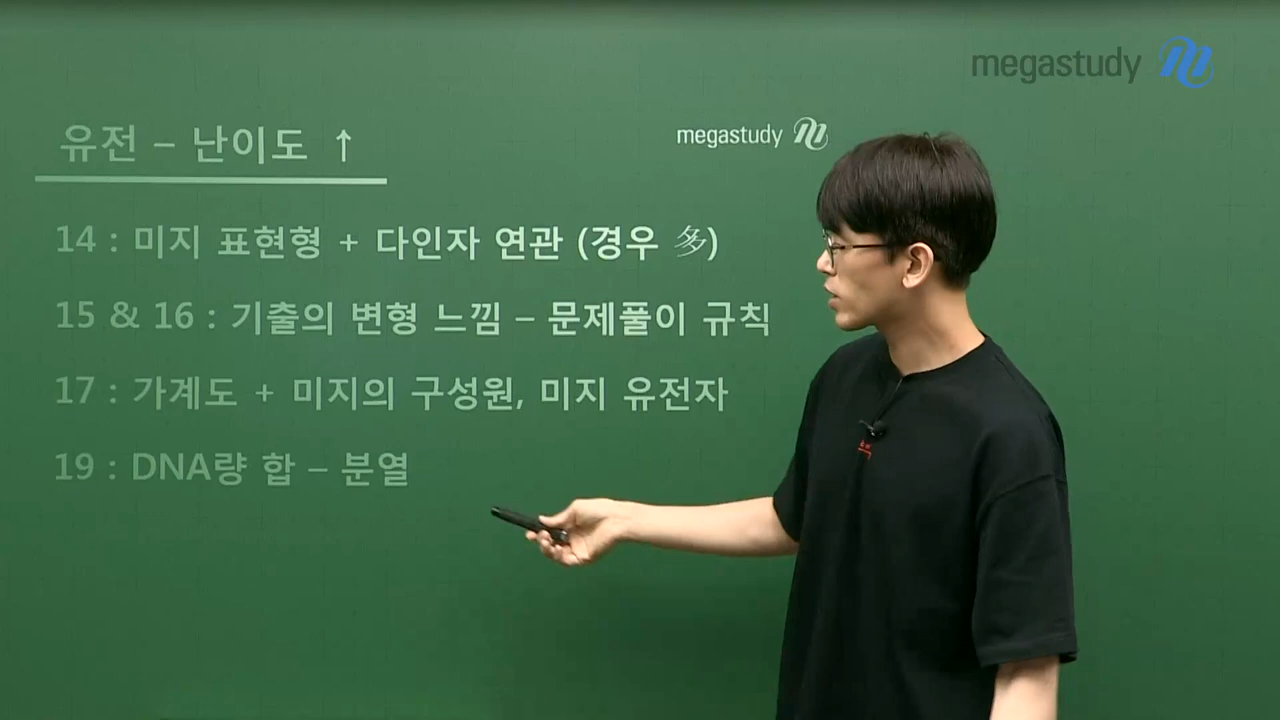 megastudy
유전 – 난이도 ↑
megastudy
14 : 미지 표현형 + 다인자 연관 (경우 多)
15 & 16 : 기출의 변형 느낌 – 문제풀이 규칙
17 : 가계도 + 미지의 구성원, 미지 유전자
19 : DNA량 합 – 분열